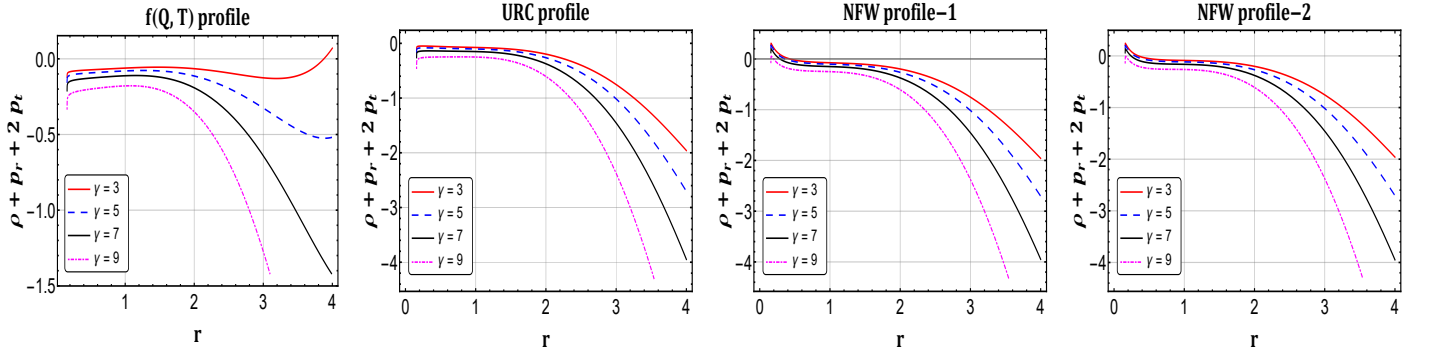 f(Q, T) profile
ρ + p_r + 2 p_t
0.0
−0.5
−1.0
−1.5
γ = 3
γ = 5
γ = 7
γ = 9
1 2 3 4
r
URC profile
ρ + p_r + 2 p_t
0
−1
−2
−3
−4
γ = 3
γ = 5
γ = 7
γ = 9
0 1 2 3 4
r
NFW profile−1
ρ + p_r + 2 p_t
0
−1
−2
−3
−4
γ = 3
γ = 5
γ = 7
γ = 9
0 1 2 3 4
r
NFW profile−2
ρ + p_r + 2 p_t
0
−1
−2
−3
−4
γ = 3
γ = 5
γ = 7
γ = 9
0 1 2 3 4
r